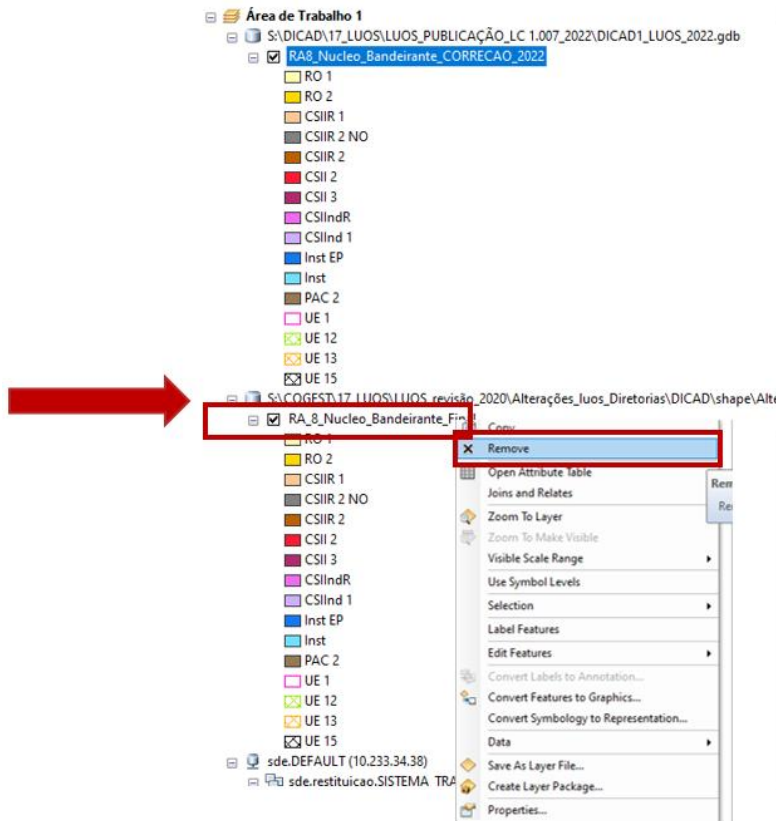 Área de Trabalho 1
S:\DICAD\17_LUOS\LUOS_PUBLICAÇÃO_LC 1.007_2022\DICAD1_LUOS_2022.gdb
RA8_Nucleo_Bandeirante_CORRECAO_2022
RO 1
RO 2
CSIIR 1
CSIIR 2 NO
CSIIR 2
CSII 2
CSII 3
CSIIndR
CSIInd 1
Inst EP
Inst
PAC 2
UE 1
UE 12
UE 13
UE 15
S:\COGEST\17_LUOS\LUOS_revisão_2020\Alterações_luos_Diretorias\DICAD\shape\Alte
RA_8_Nucleo_Bandeirante_Final
RO 1
RO 2
CSIIR 1
CSIIR 2 NO
CSIIR 2
CSII 2
CSII 3
CSIIndR
CSIInd 1
Inst EP
Inst
PAC 2
UE 1
UE 12
UE 13
UE 15
sde.DEFAULT (10.233.34.38)
sde.restituicao.SISTEMA_TRA
Copy
Remove
Open Attribute Table
Joins and Relates
Zoom To Layer
Zoom To Make Visible
Visible Scale Range
Use Symbol Levels
Selection
Label Features
Edit Features
Convert Labels to Annotation...
Convert Features to Graphics...
Convert Symbology to Representation...
Data
Save As Layer File...
Create Layer Package...
Properties...
Rem
Re